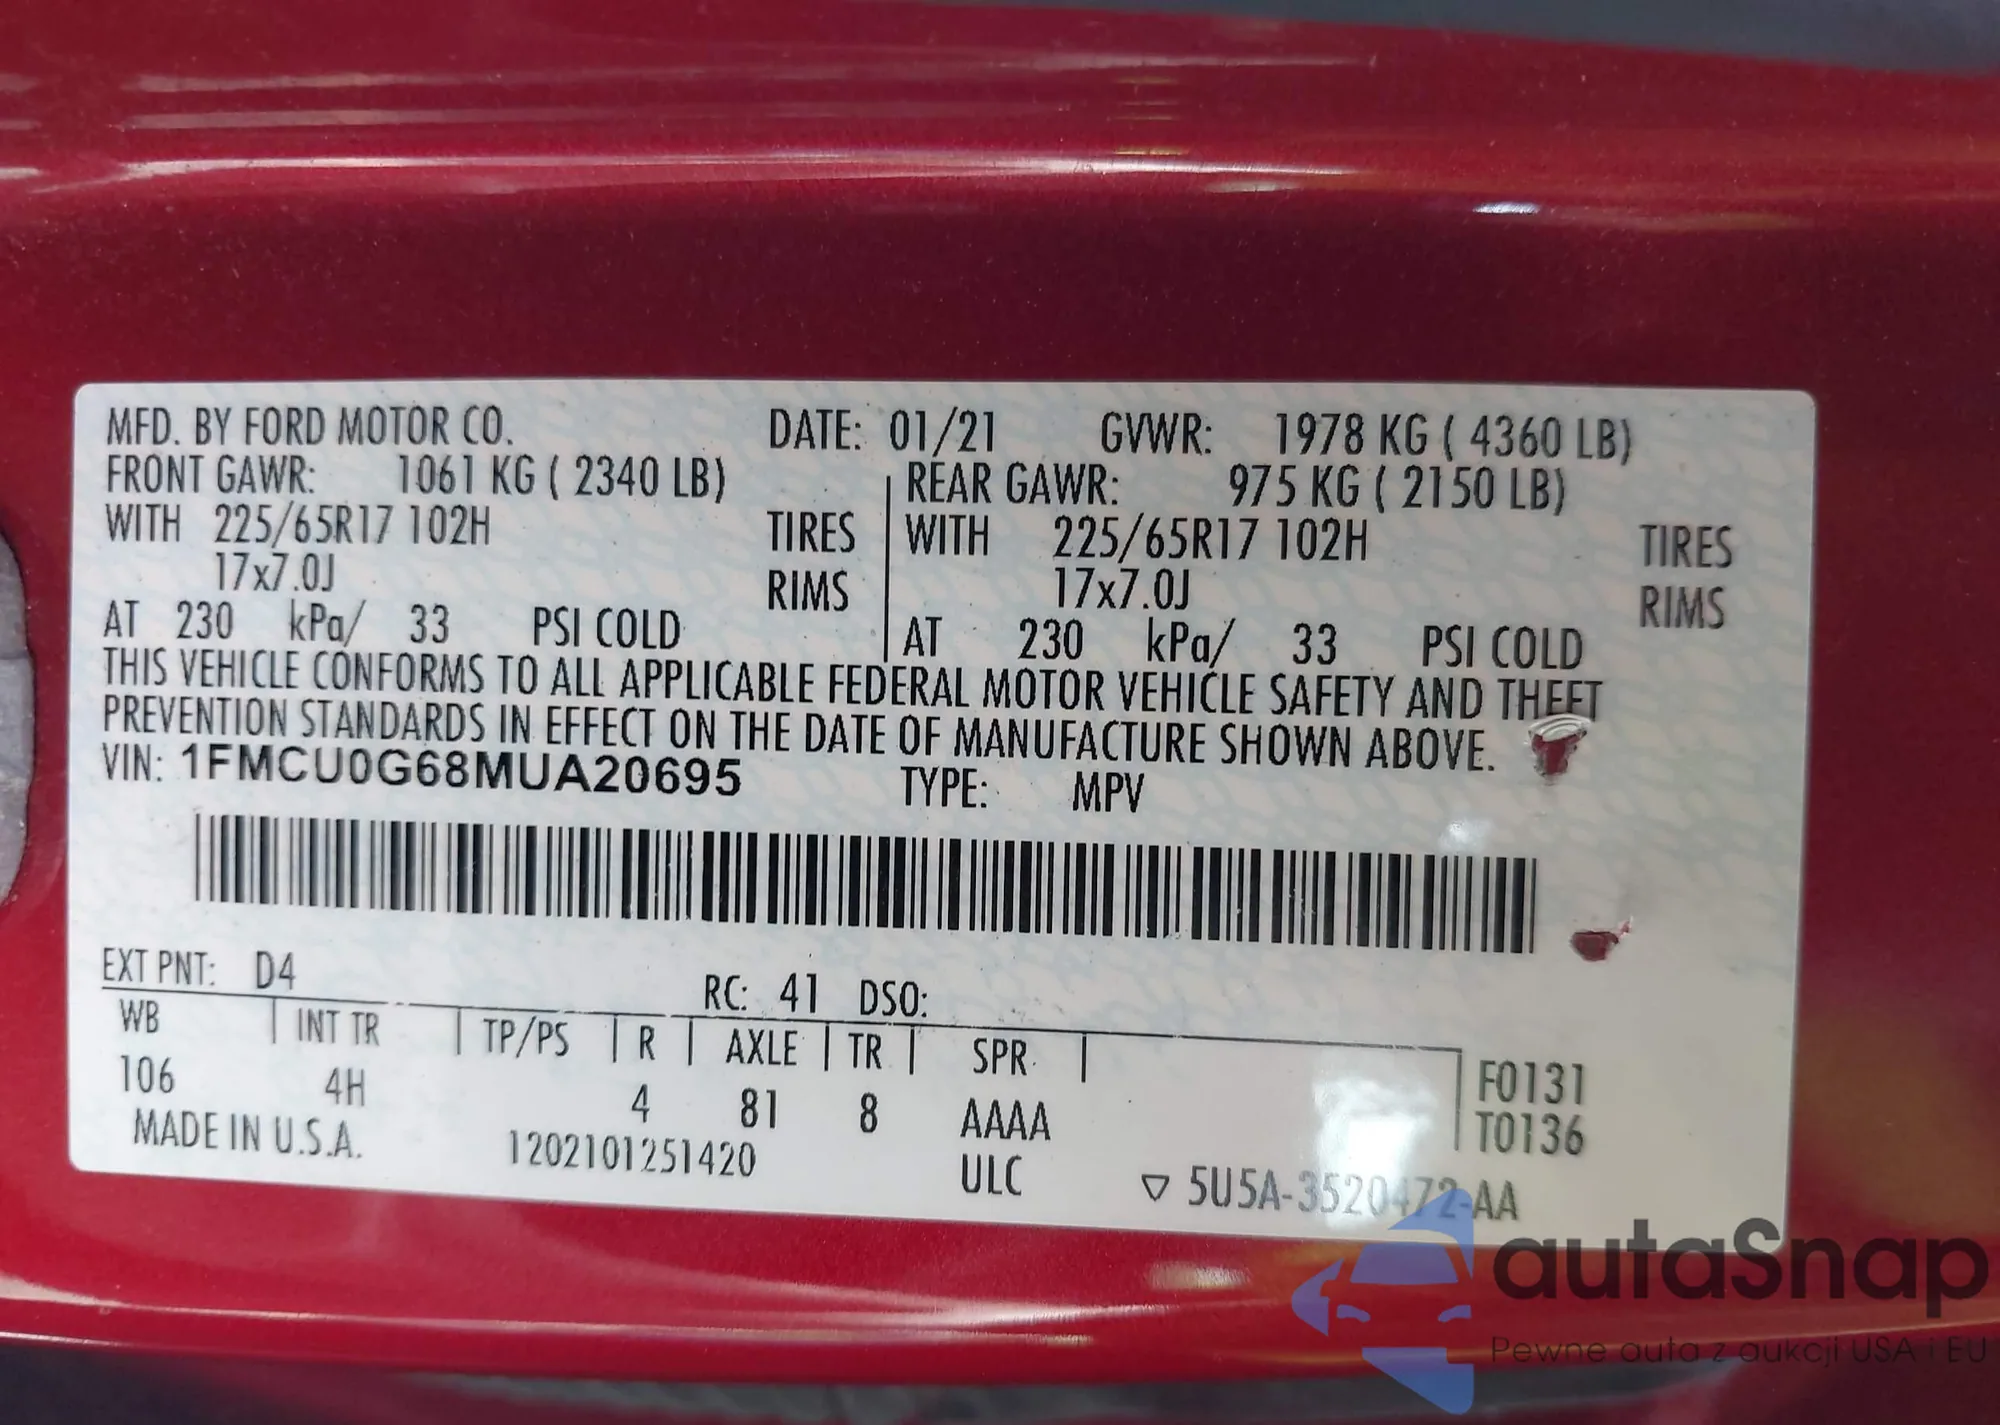 MFD. BY FORD MOTOR CO. DATE: 01/21 GVWR: 1978 KG ( 4360 LB)
FRONT GAWR: 1061 KG ( 2340 LB) REAR GAWR: 975 KG ( 2150 LB)
WITH 225/65R17 102H TIRES WITH 225/65R17 102H TIRES
17x7.0J RIMS 17x7.0J RIMS
AT 230 kPa/ 33 PSI COLD AT 230 kPa/ 33 PSI COLD
THIS VEHICLE CONFORMS TO ALL APPLICABLE FEDERAL MOTOR VEHICLE SAFETY AND THEFT
PREVENTION STANDARDS IN EFFECT ON THE DATE OF MANUFACTURE SHOWN ABOVE.
VIN: 1FMCU0G68MUA20695 TYPE: MPV
EXT PNT: D4 RC: 41 DSO:
WB INT TR TP/PS R AXLE TR SPR F0131
106 4H 4 81 8 AAAA T0136
MADE IN U.S.A. 1202101251420 ULC ▽ 5U5A-3520472-AA
autaSnap
Pewne auta z aukcji USA i EU